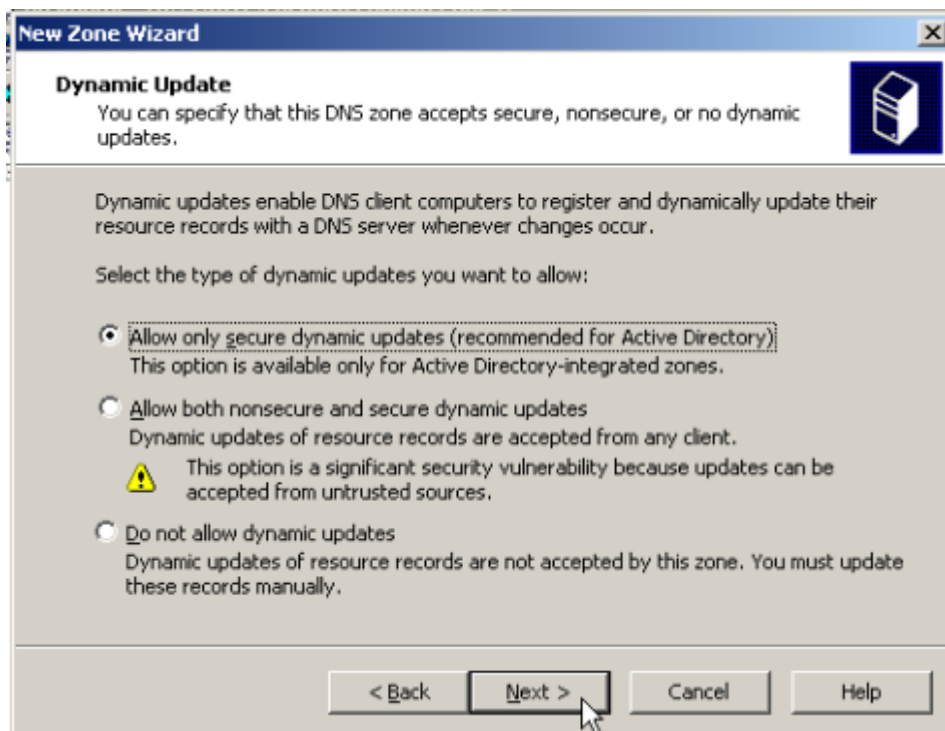 New Zone Wizard
Dynamic Update
You can specify that this DNS zone accepts secure, nonsecure, or no dynamic
updates.
Dynamic updates enable DNS client computers to register and dynamically update their
resource records with a DNS server whenever changes occur.
Select the type of dynamic updates you want to allow:
Allow only secure dynamic updates (recommended for Active Directory)
This option is available only for Active Directory-integrated zones.
Allow both nonsecure and secure dynamic updates
Dynamic updates of resource records are accepted from any client.
This option is a significant security vulnerability because updates can be
accepted from untrusted sources.
Do not allow dynamic updates
Dynamic updates of resource records are not accepted by this zone. You must update
these records manually.
< Back Next > Cancel Help